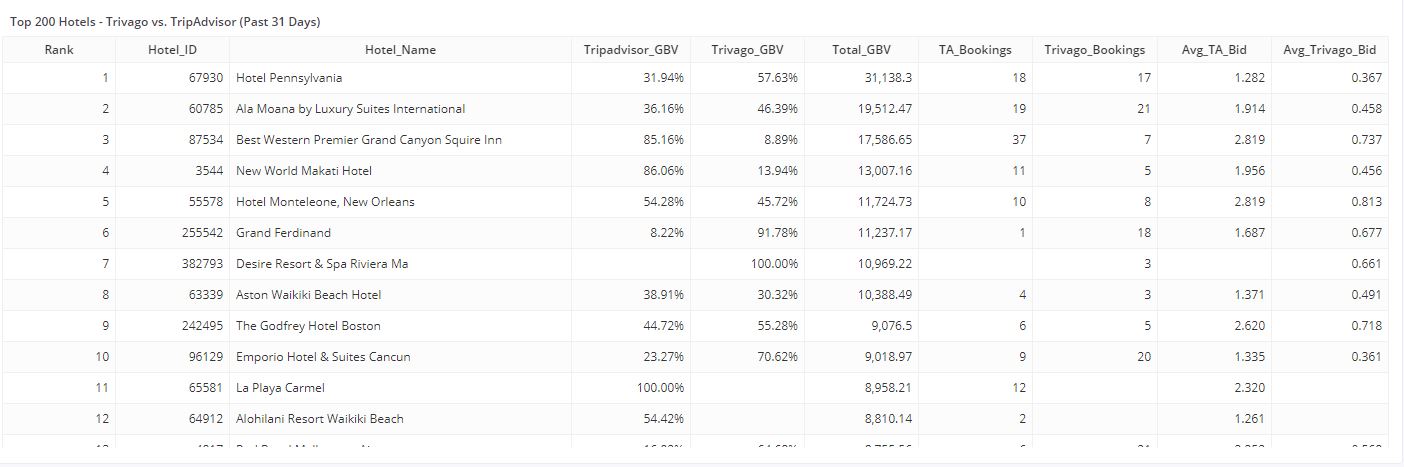 Top 200 Hotels - Trivago vs. TripAdvisor (Past 31 Days)
Rank Hotel_ID Hotel_Name Tripadvisor_GBV Trivago_GBV Total_GBV TA_Bookings Trivago_Bookings Avg_TA_Bid Avg_Trivago_Bid
1 67930 Hotel Pennsylvania 31.94% 57.63% 31,138.3 18 17 1.282 0.367
2 60785 Ala Moana by Luxury Suites International 36.16% 46.39% 19,512.47 19 21 1.914 0.458
3 87534 Best Western Premier Grand Canyon Squire Inn 85.16% 8.89% 17,586.65 37 7 2.819 0.737
4 3544 New World Makati Hotel 86.06% 13.94% 13,007.16 11 5 1.956 0.456
5 55578 Hotel Monteleone, New Orleans 54.28% 45.72% 11,724.73 10 8 2.819 0.813
6 255542 Grand Ferdinand 8.22% 91.78% 11,237.17 1 18 1.687 0.677
7 382793 Desire Resort & Spa Riviera Ma 100.00% 10,969.22 3 0.661
8 63339 Aston Waikiki Beach Hotel 38.91% 30.32% 10,388.49 4 3 1.371 0.491
9 242495 The Godfrey Hotel Boston 44.72% 55.28% 9,076.5 6 5 2.620 0.718
10 96129 Emporio Hotel & Suites Cancun 23.27% 70.62% 9,018.97 9 20 1.335 0.361
11 65581 La Playa Carmel 100.00% 8,958.21 12 2.320
12 64912 Alohilani Resort Waikiki Beach 54.42% 8,810.14 2 1.261